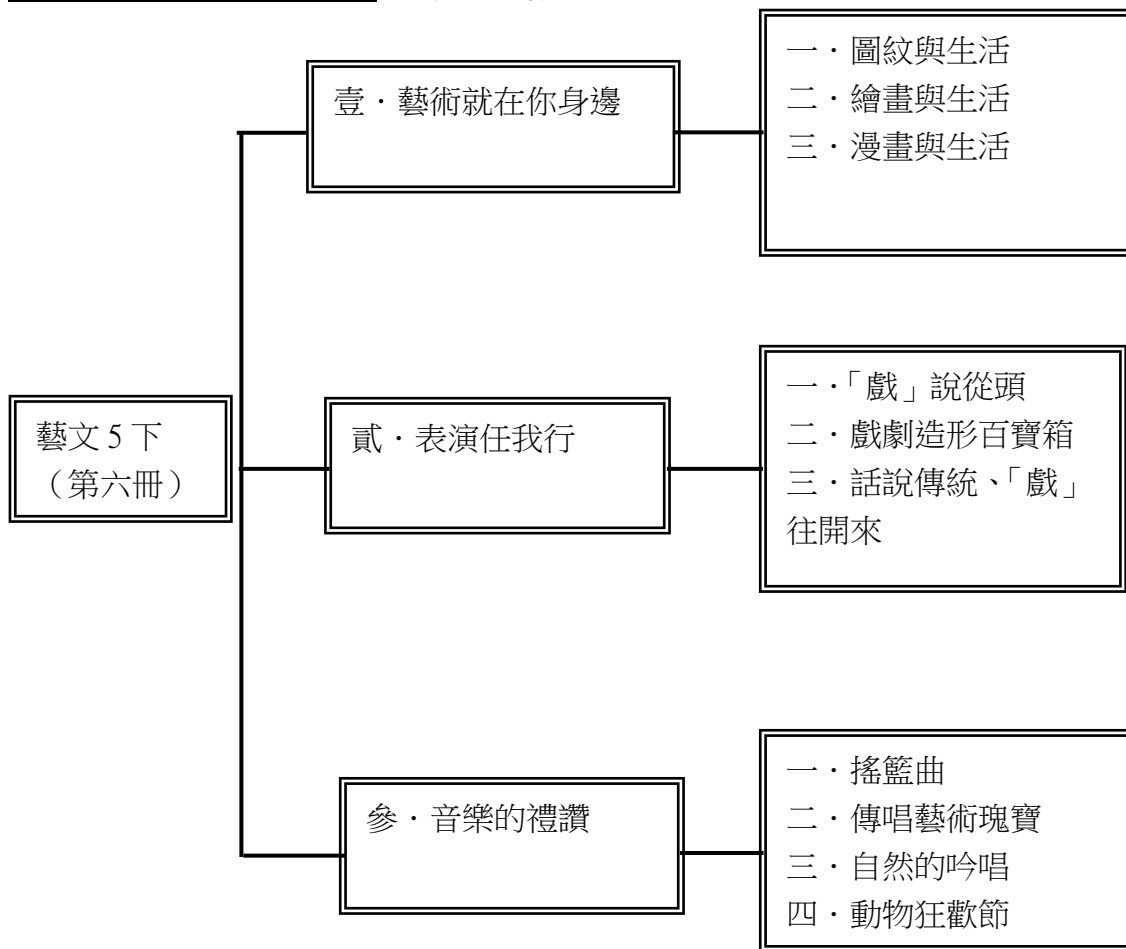 藝文 5 下
（第六冊）
壹．藝術就在你身邊
一．圖紋與生活
二．繪畫與生活
三．漫畫與生活
貳．表演任我行
一．「戲」說從頭
二．戲劇造形百寶箱
三．話說傳統、「戲」
往開來
參．音樂的禮讚
一．搖籃曲
二．傳唱藝術瑰寶
三．自然的吟唱
四．動物狂歡節